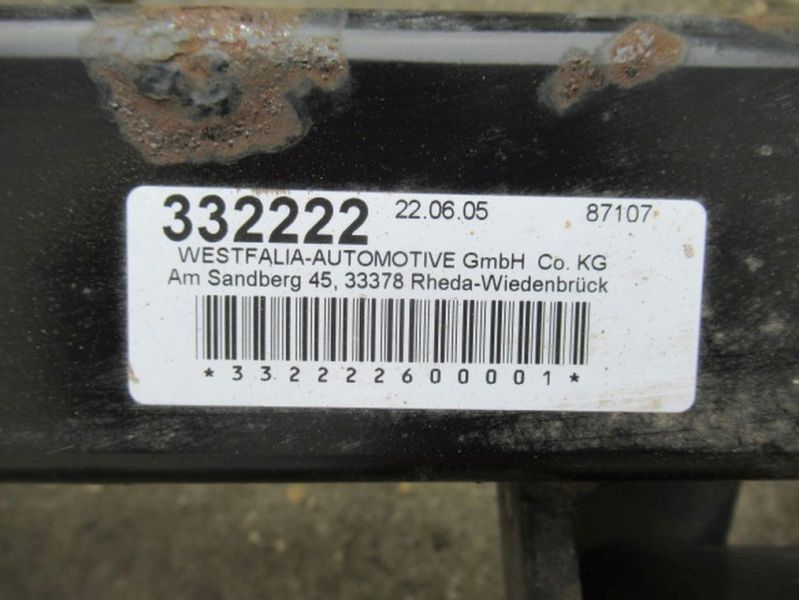 332222 22.06.05 87107
WESTFALIA-AUTOMOTIVE GmbH Co. KG
Am Sandberg 45, 33378 Rheda-Wiedenbrück
*332222600001*